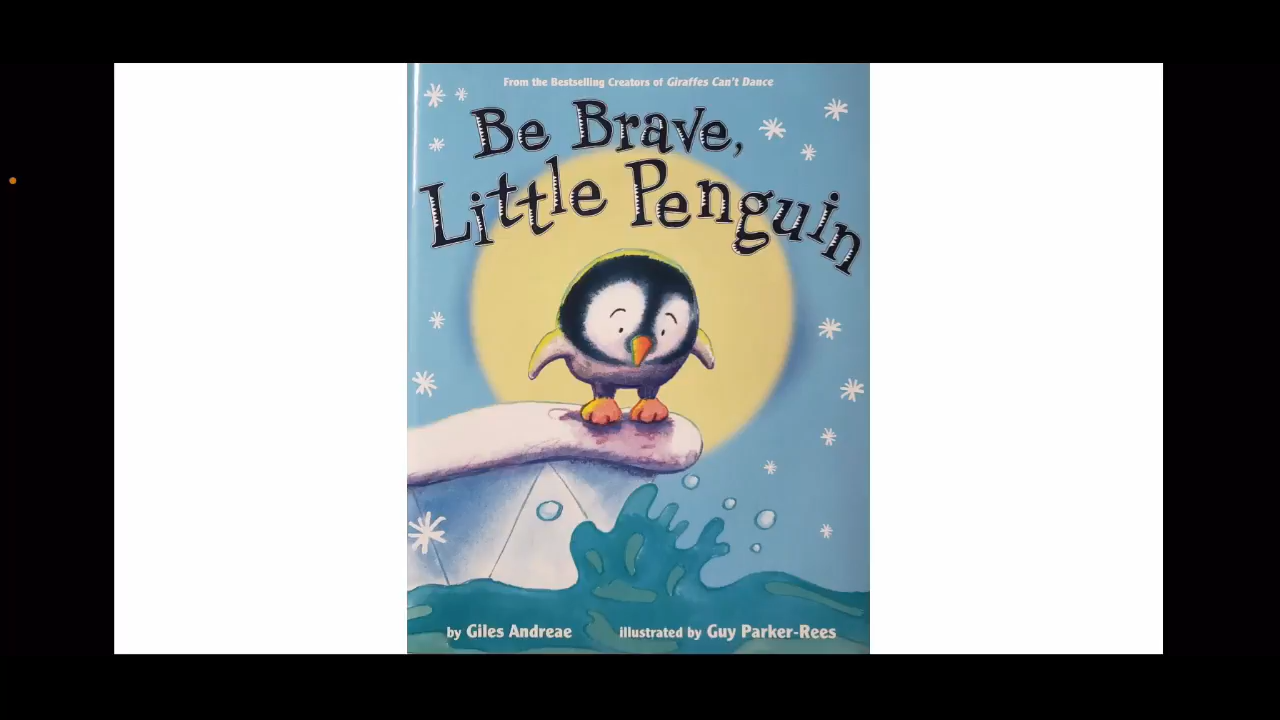 From the Bestselling Creators of Giraffes Can't Dance
Be Brave,
Little Penguin
by Giles Andreae illustrated by Guy Parker-Rees